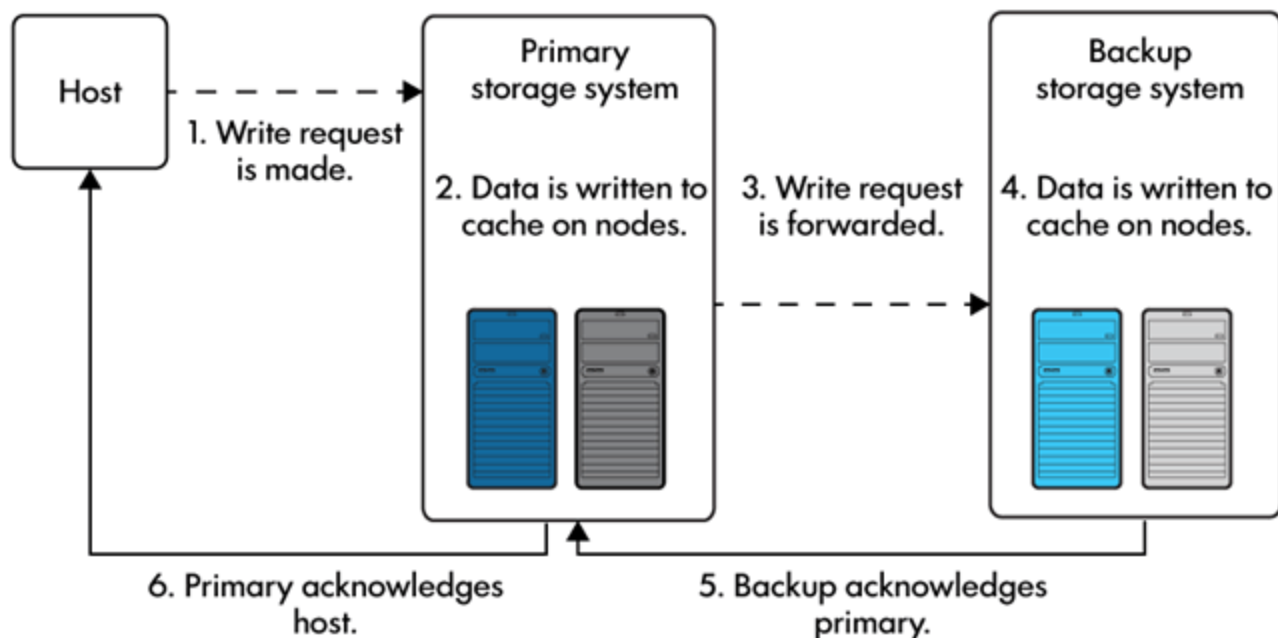 Host
1. Write request
is made.
Primary
storage system
2. Data is written to
cache on nodes.
3. Write request
is forwarded.
Backup
storage system
4. Data is written to
cache on nodes.
5. Backup acknowledges
primary.
6. Primary acknowledges
host.